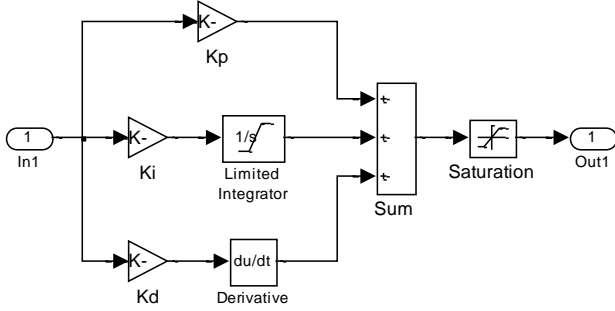 K-
Kp
1
In1
K-
Ki
1/s
Limited
Integrator
Sum
Saturation
1
Out1
K-
Kd
du/dt
Derivative